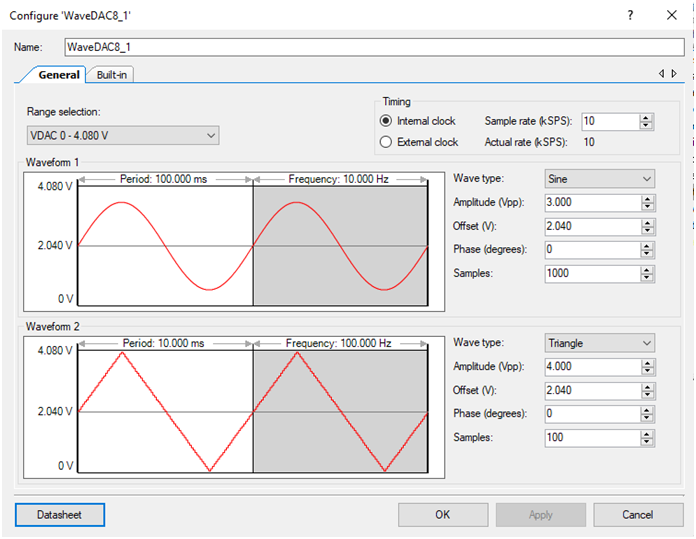 Configure 'WaveDAC8_1'
?
Name: WaveDAC8_1
General Built-in
Range selection:
VDAC 0 - 4.080 V
Timing
Internal clock Sample rate (kSPS): 10
External clock Actual rate (kSPS): 10
Waveform 1
Period: 100.000 ms Frequency: 10.000 Hz
4.080 V
2.040 V
0 V
Wave type: Sine
Amplitude (Vpp): 3.000
Offset (V): 2.040
Phase (degrees): 0
Samples: 1000
Waveform 2
Period: 10.000 ms Frequency: 100.000 Hz
4.080 V
2.040 V
0 V
Wave type: Triangle
Amplitude (Vpp): 4.000
Offset (V): 2.040
Phase (degrees): 0
Samples: 100
Datasheet OK Apply Cancel